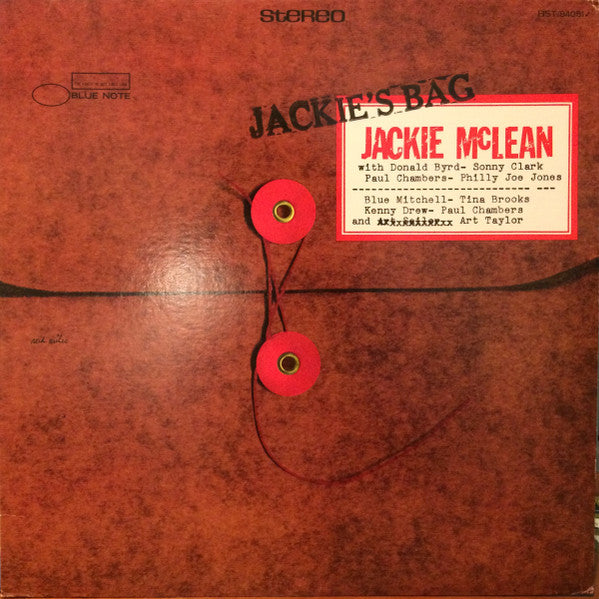 STEREO
BST/84051
BLUE NOTE
JACKIE'S BAG
JACKIE McLEAN
with Donald Byrd- Sonny Clark
Paul Chambers- Philly Joe Jones
Blue Mitchell- Tina Brooks
Kenny Drew- Paul Chambers
and Art Taylor